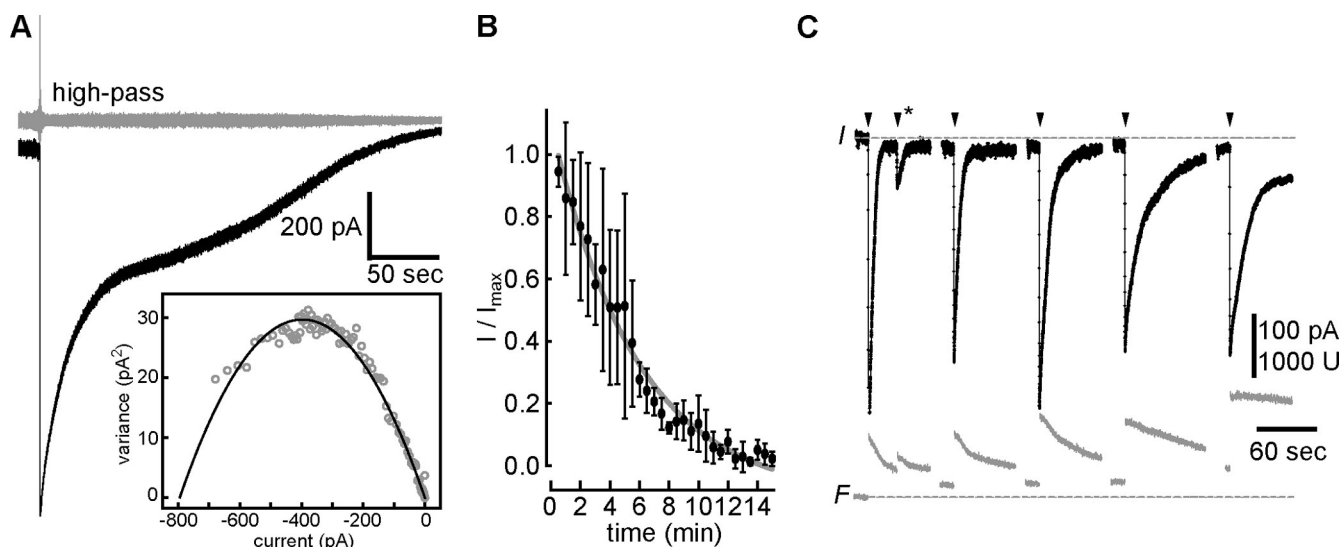 A
high-pass
200 pA
50 sec
variance (pA²)
30
20
30
0
-800
-600
-400
-200
0
current (pA)
B
I / Imax
1.0
0.8
0.6
0.4
0.2
0.0
0
2
4
6
8
10
12
14
time (min)
C
*
I
100 pA
1000 U
60 sec
F